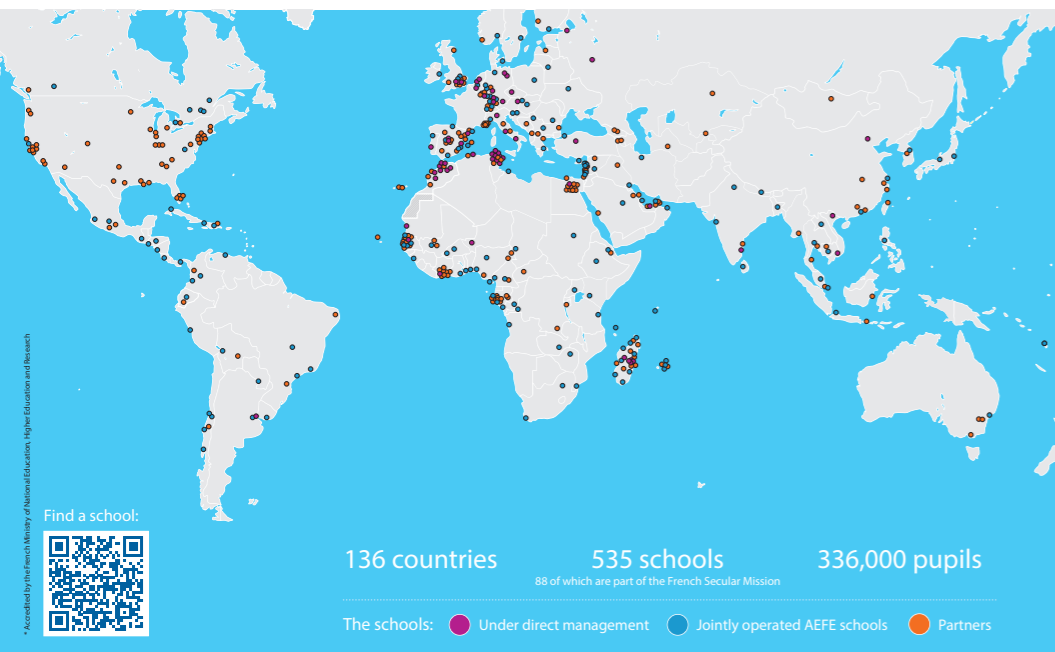 * Accredited by the French Ministry of National Education, Higher Education and Research
Find a school:
136 countries
535 schools
336,000 pupils
88 of which are part of the French Secular Mission
The schools:
Under direct management
Jointly operated AEFE schools
Partners